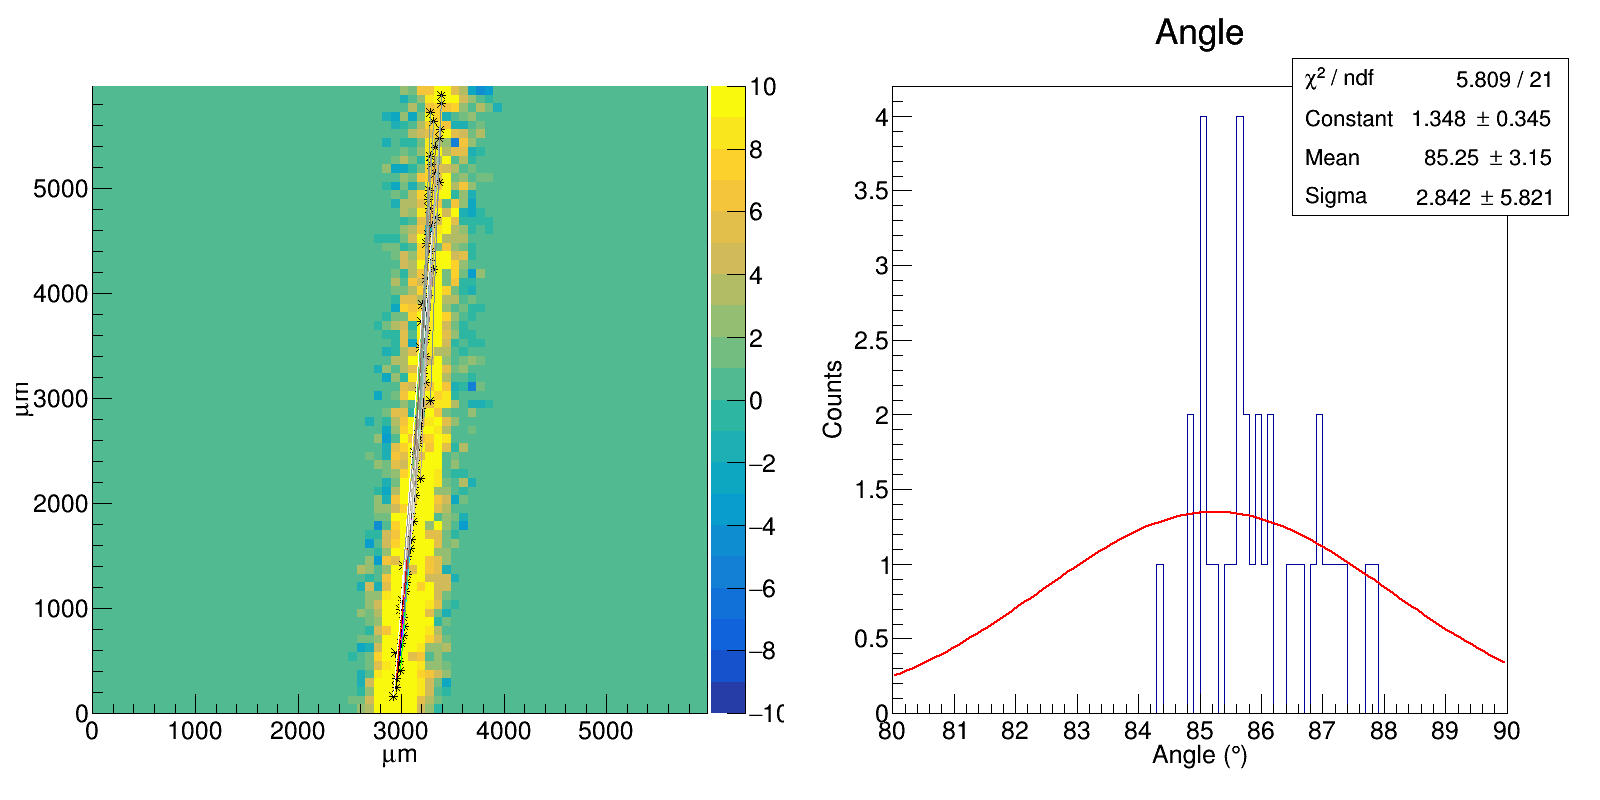 Angle
χ² / ndf 5.809 / 21
Constant 1.348 ± 0.345
Mean 85.25 ± 3.15
Sigma 2.842 ± 5.821
5000
4000
3000
2000
1000
0
μm
0 1000 2000 3000 4000 5000
μm
10
8
6
4
2
0
−2
−4
−6
−8
−10
4
3.5
3
2.5
2
1.5
1
0.5
0
Counts
80 81 82 83 84 85 86 87 88 89 90
Angle (°)